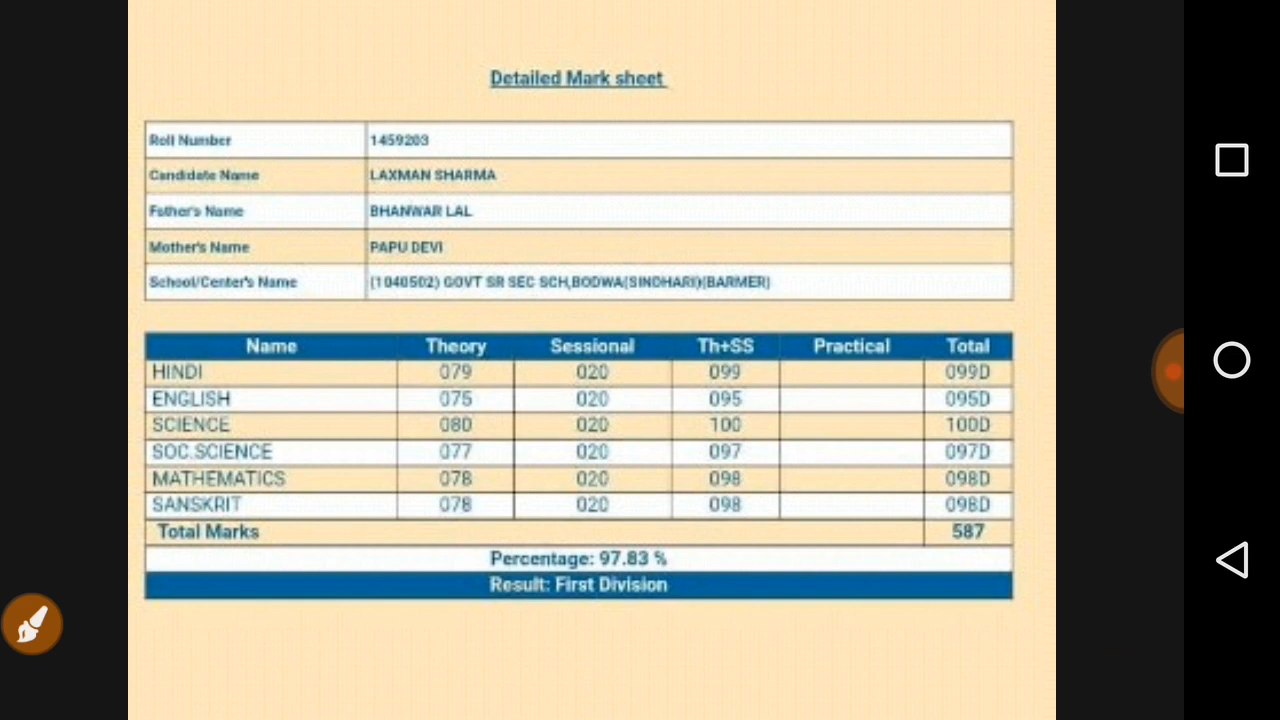 Detailed Mark sheet
Roll Number 1459203
Candidate Name LAXMAN SHARMA
Father's Name BHANWAR LAL
Mother's Name PAPU DEVI
School/Center's Name (1040502) GOVT SR SEC SCH,BODWA(SINDHARI)(BARMER)
Name Theory Sessional Th+SS Practical Total
HINDI 079 020 099 099D
ENGLISH 075 020 095 095D
SCIENCE 080 020 100 100D
SOC.SCIENCE 077 020 097 097D
MATHEMATICS 078 020 098 098D
SANSKRIT 078 020 098 098D
Total Marks 587
Percentage: 97.83 %
Result: First Division